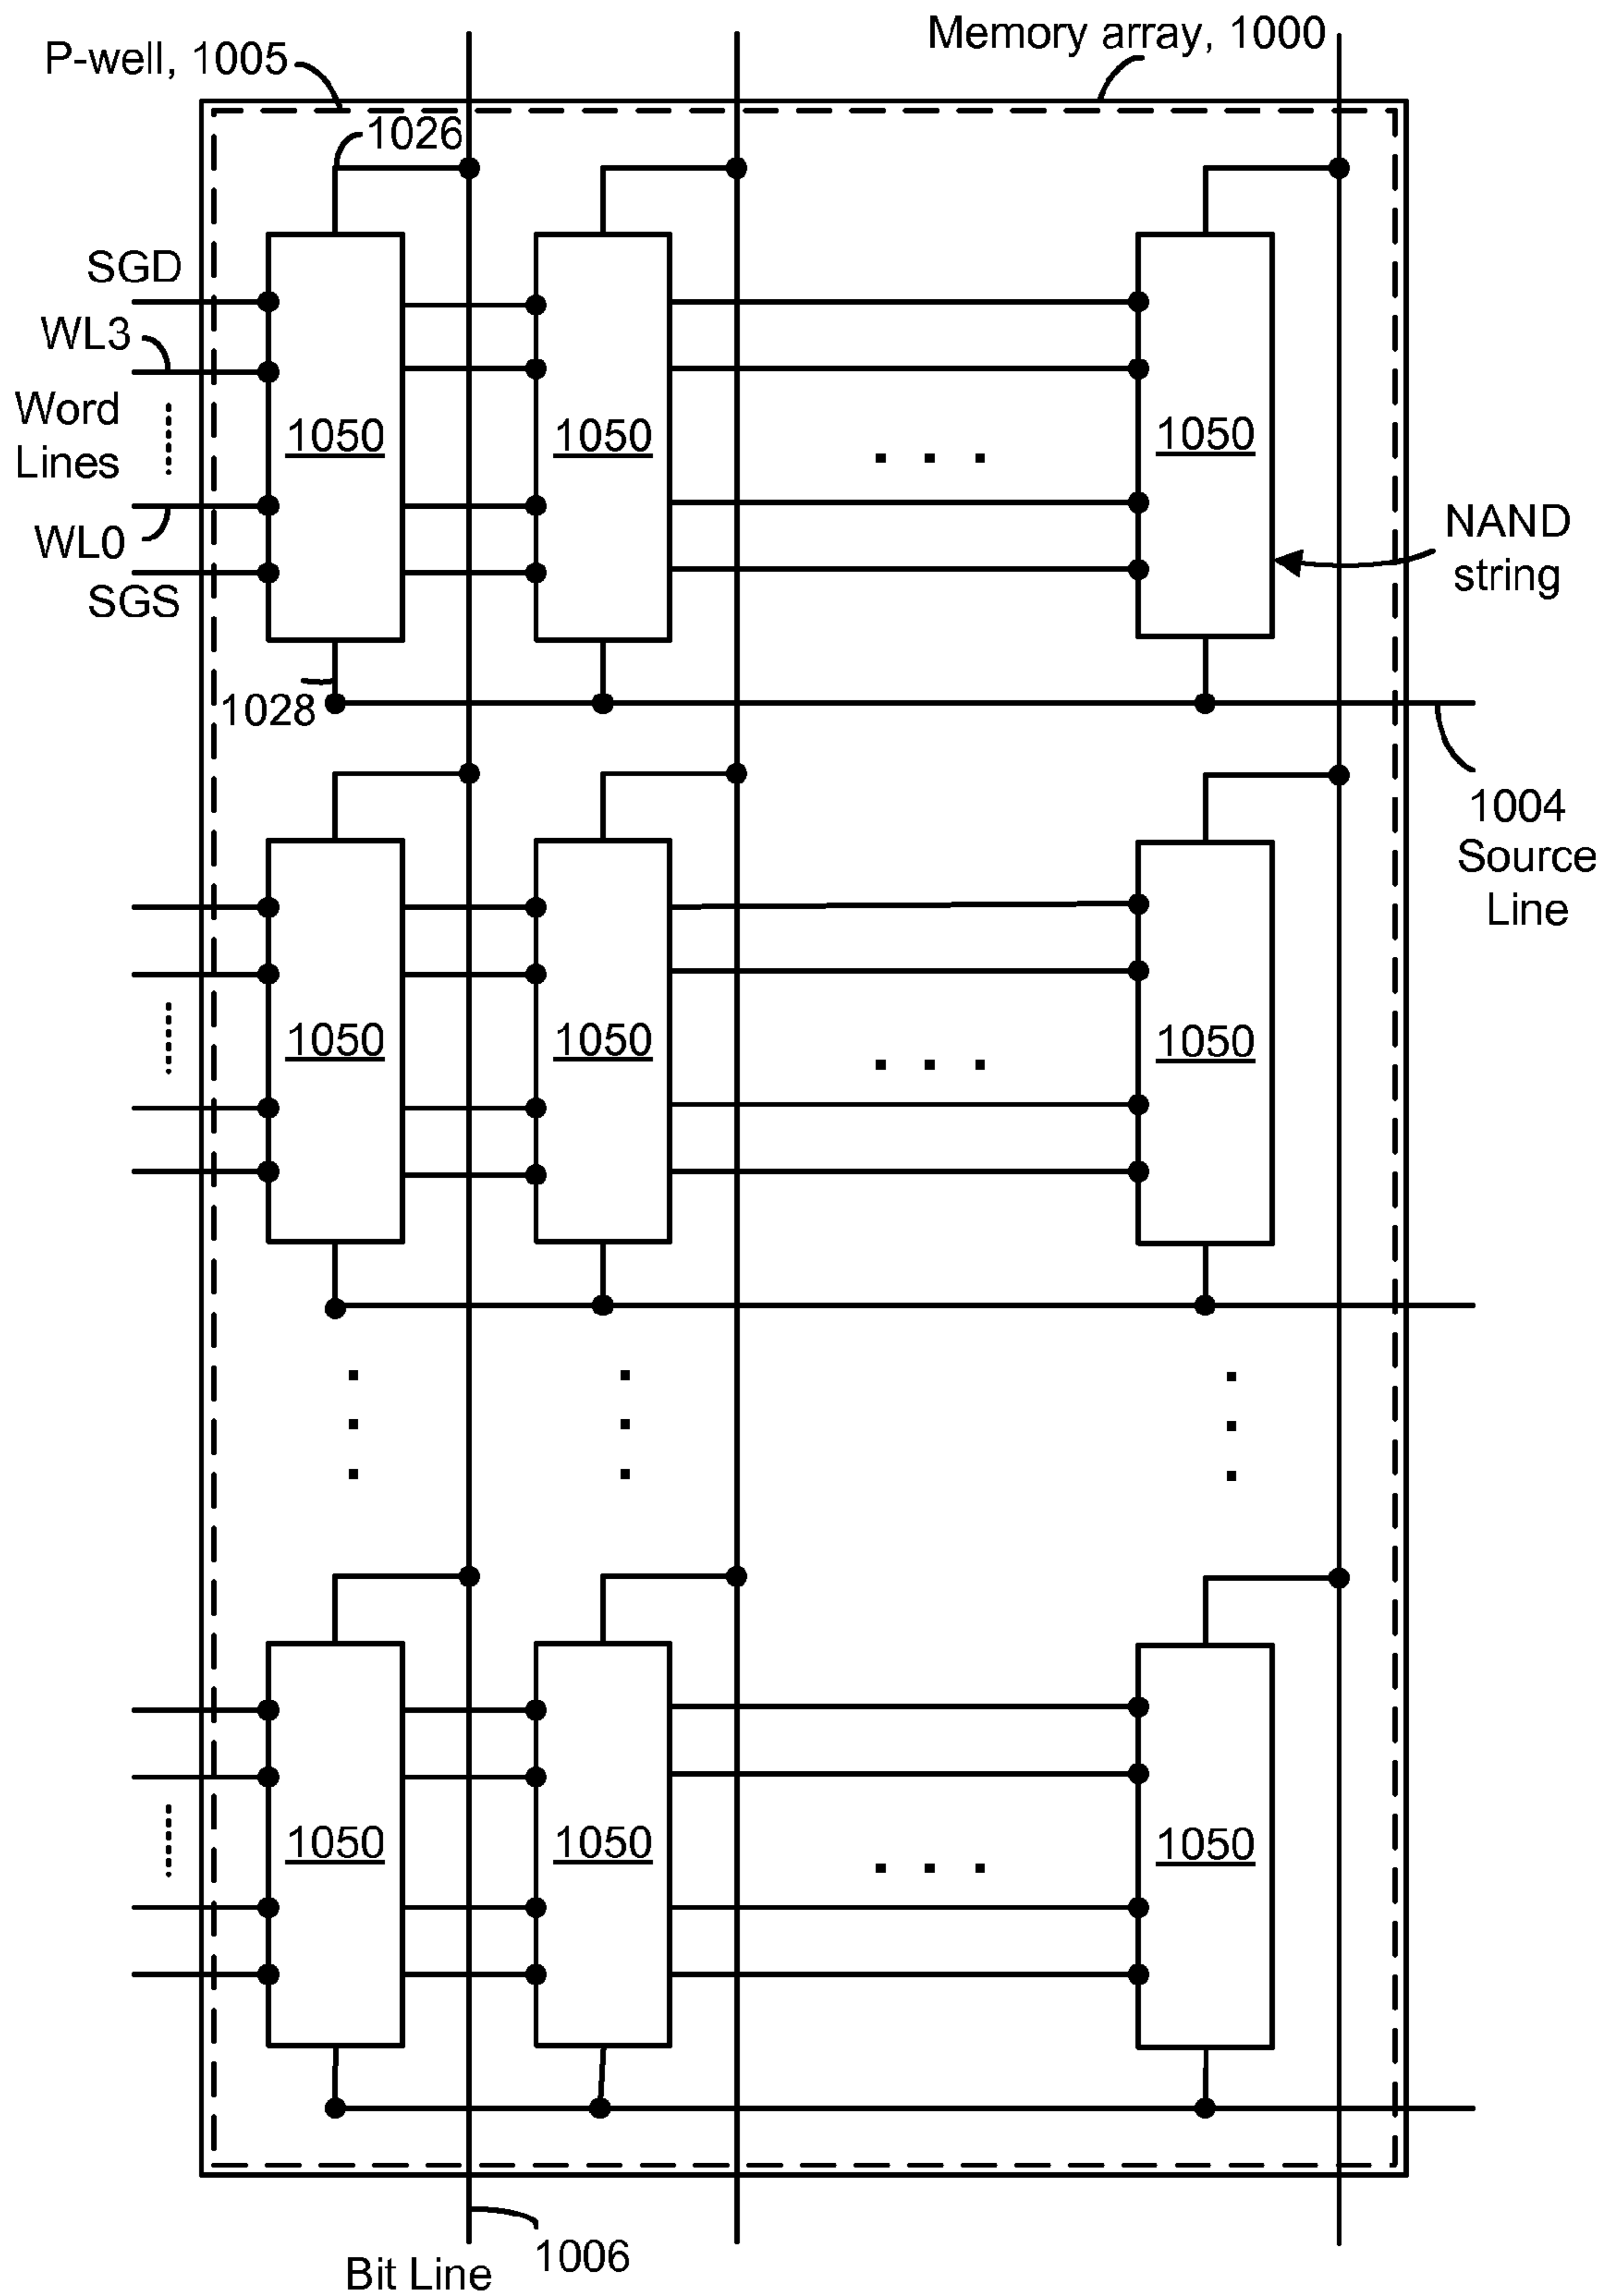 Memory array, 1000
P-well, 1005
1026
SGD
WL3
Word
Lines
WL0
SGS
1050
1050
1050
NAND
string
1028
1004
Source
Line
1050
1050
1050
1050
1050
1050
1006
Bit Line